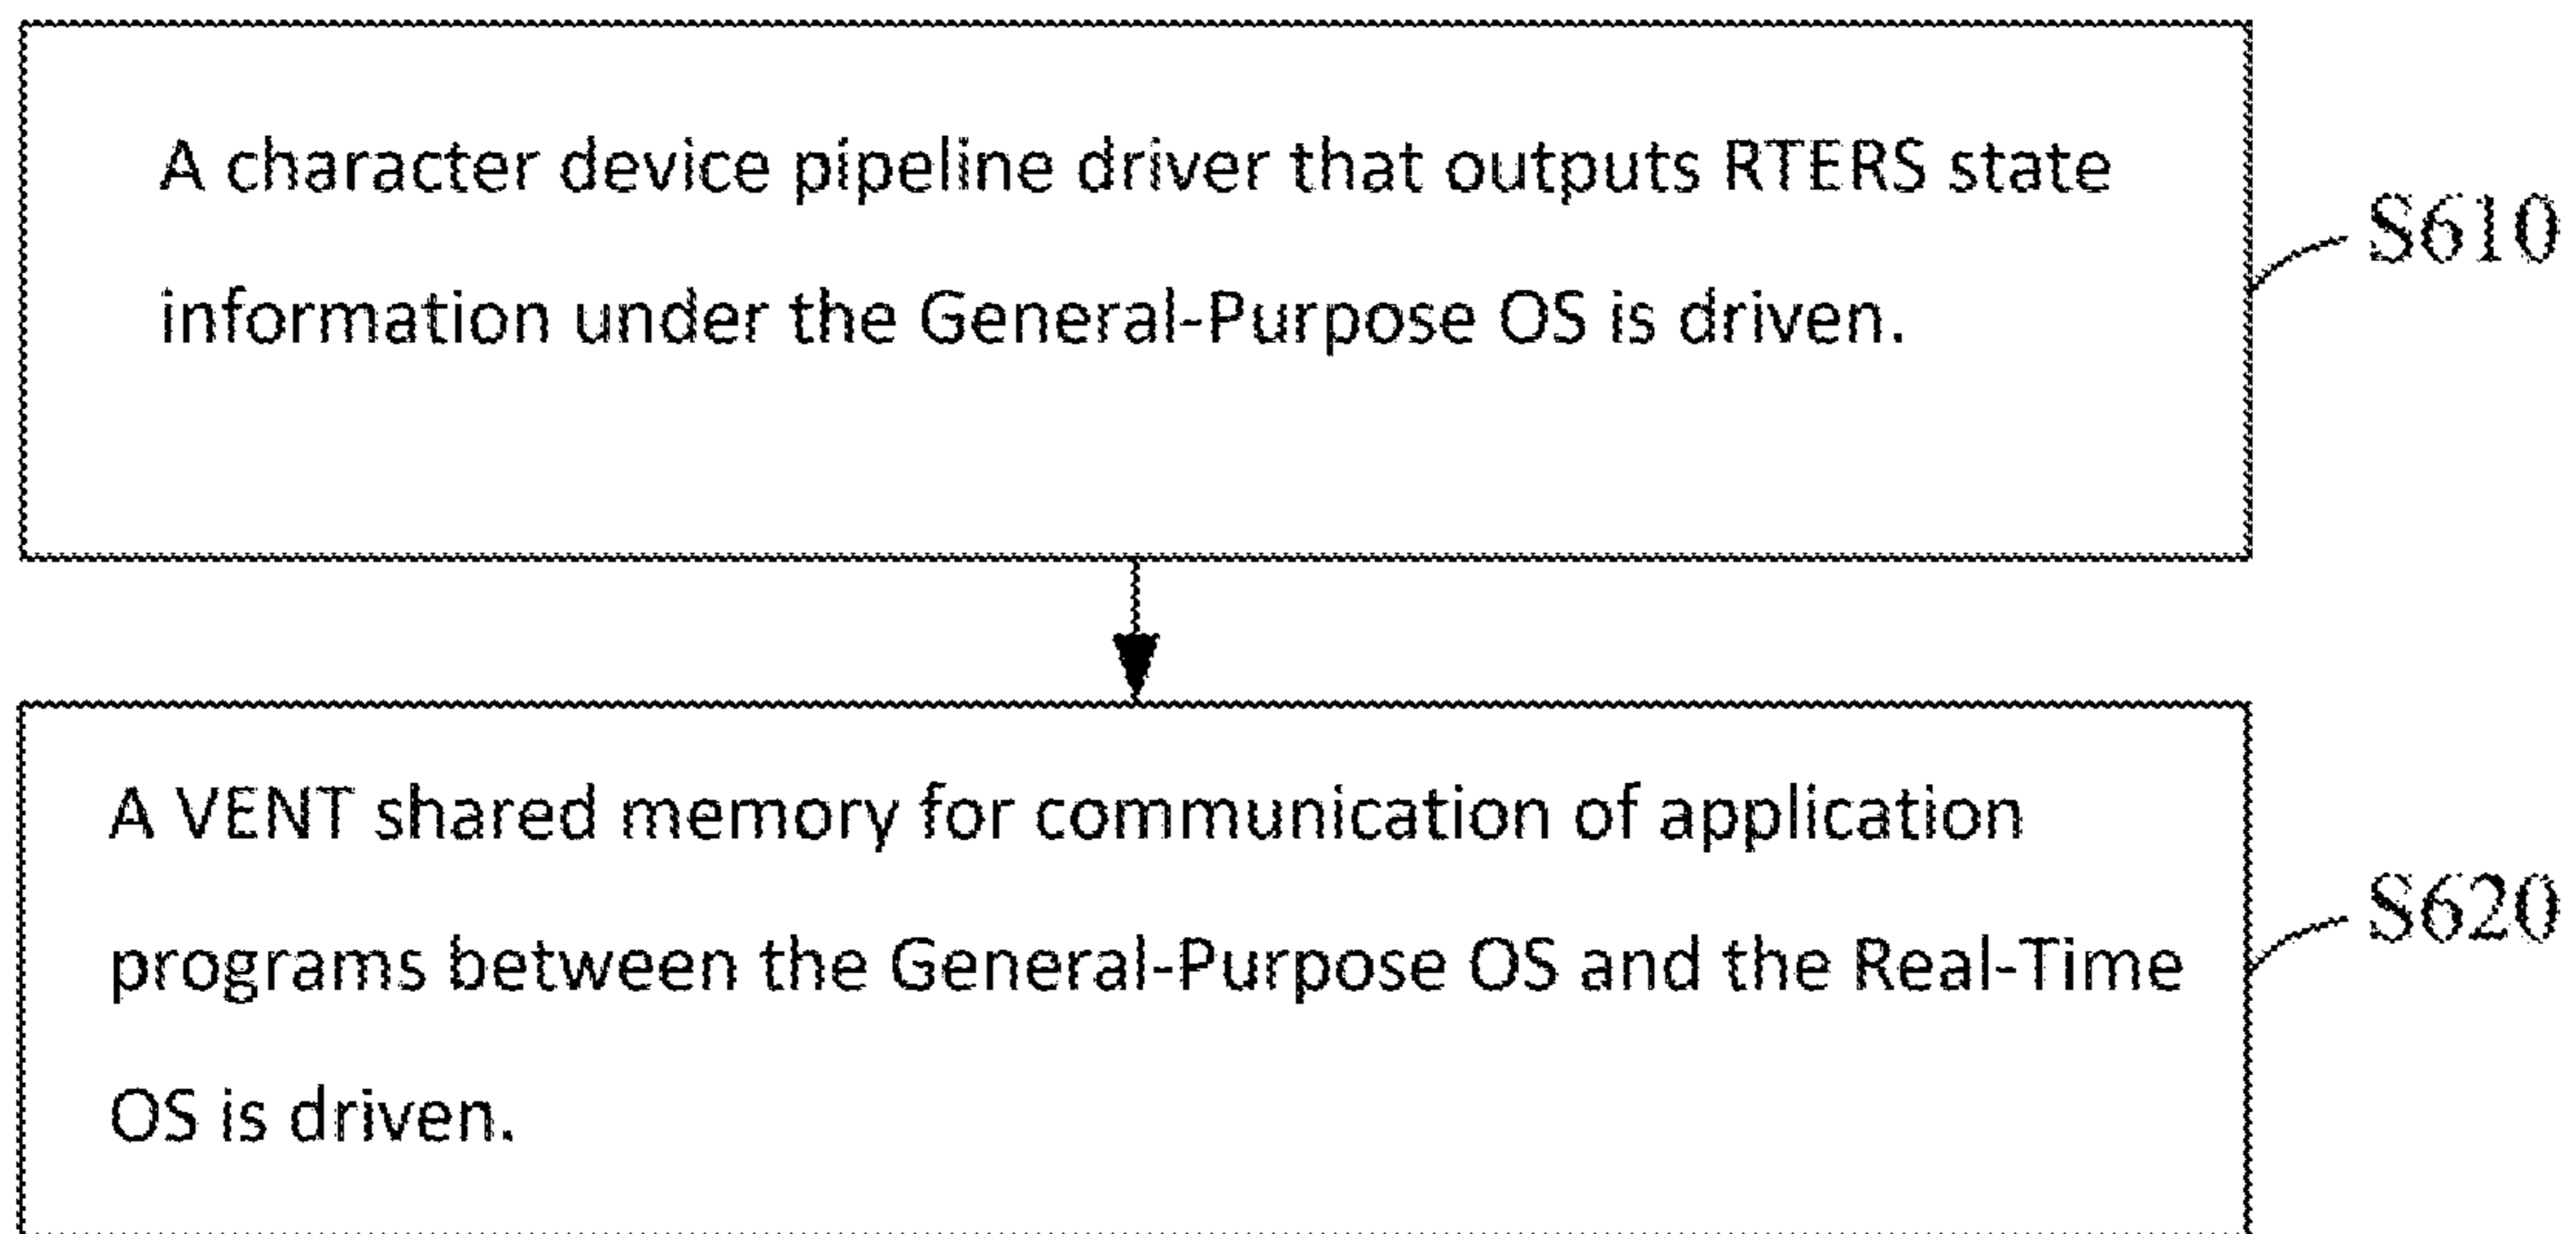 A character device pipeline driver that outputs RTERS state
information under the General-Purpose OS is driven.
S610
A VENT shared memory for communication of application
programs between the General-Purpose OS and the Real-Time
OS is driven.
S620